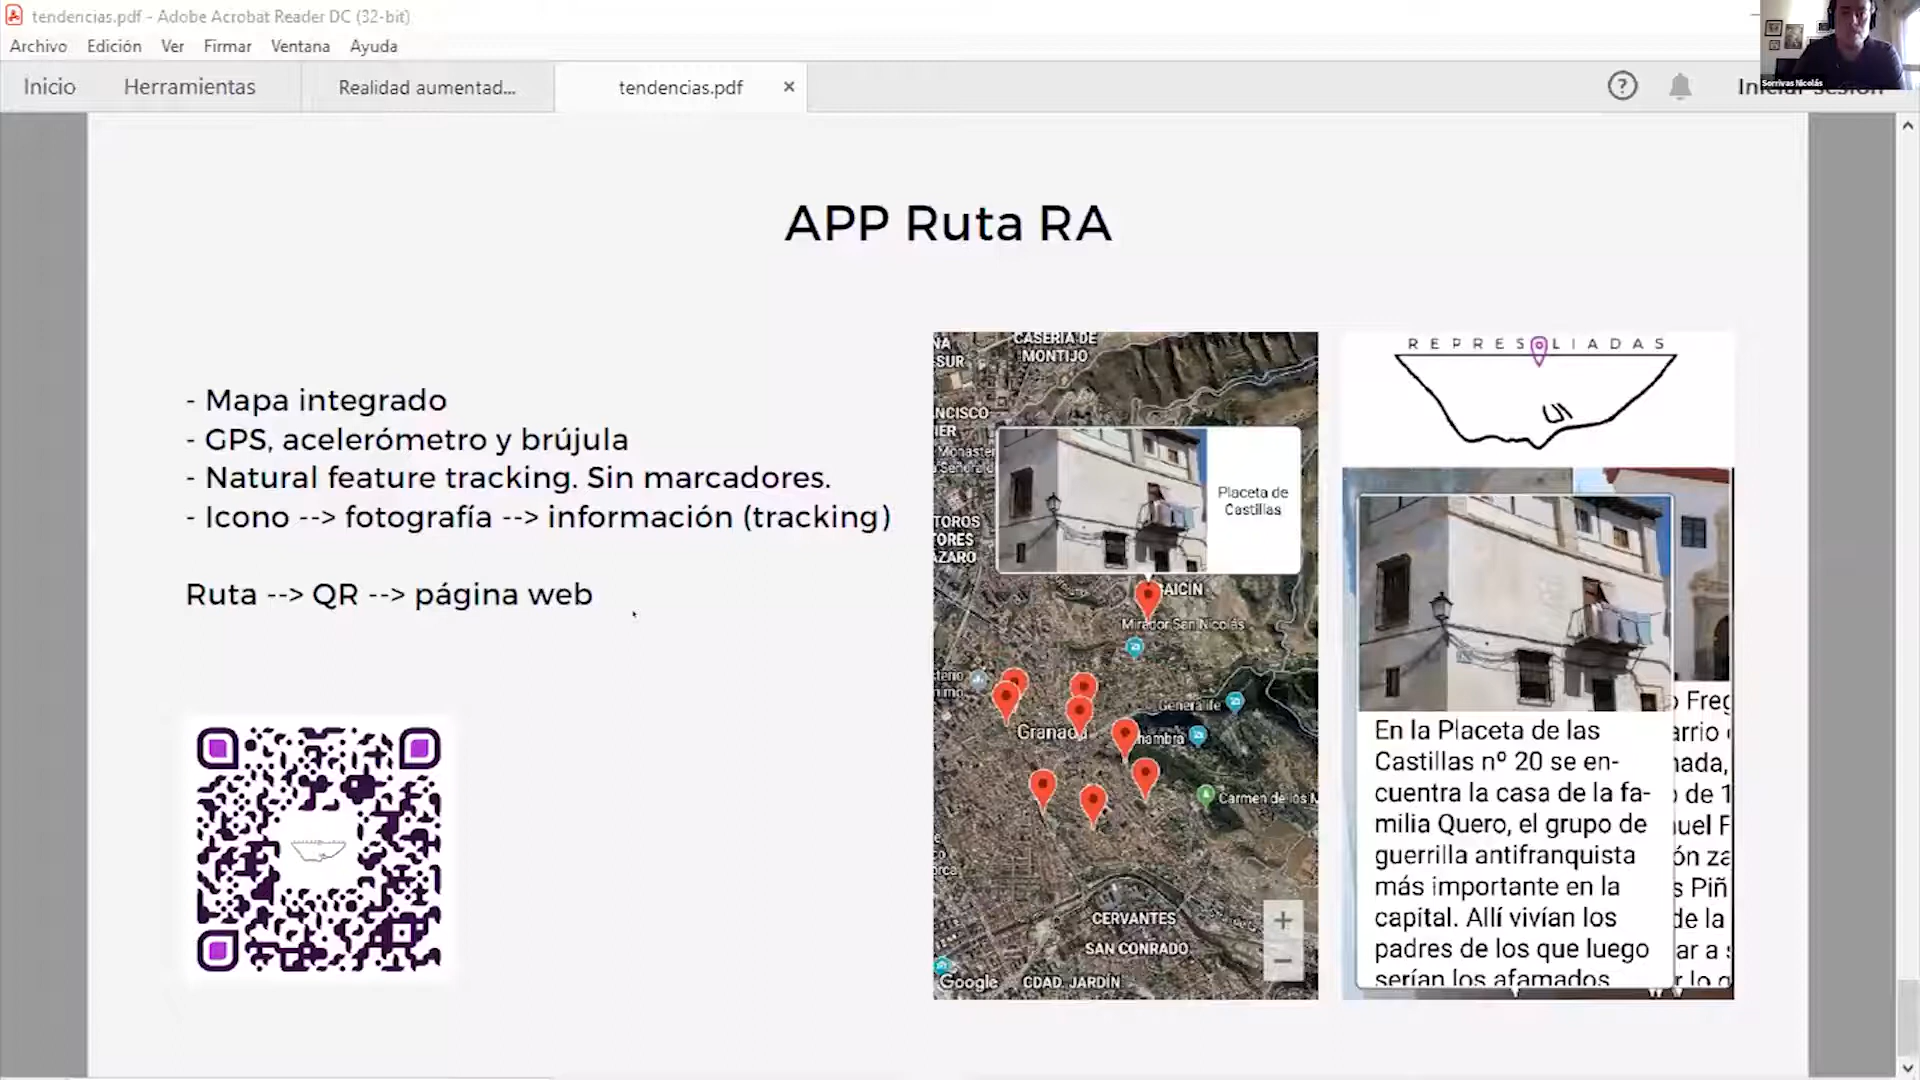 tendencias.pdf - Adobe Acrobat Reader DC (32-bit)
Archivo Edición Ver Firmar Ventana Ayuda
Inicio Herramientas Realidad aumentad... tendencias.pdf ×
Sorrivas Nicolás
APP Ruta RA
- Mapa integrado
- GPS, acelerómetro y brújula
- Natural feature tracking. Sin marcadores.
- Icono --> fotografía --> información (tracking)
Ruta --> QR --> página web
CASERIA DE
MONTIJO
Placeta de
Castillas
Mirador San Nicolás
Generalife
Granada
Carmen de los M
CERVANTES
SAN CONRADO
Google CDAD. JARDÍN
En la Placeta de las
Castillas nº 20 se en-
cuentra la casa de la fa-
milia Quero, el grupo de
guerrilla antifranquista
más importante en la
capital. Allí vivían los
padres de los que luego
serían los afamados